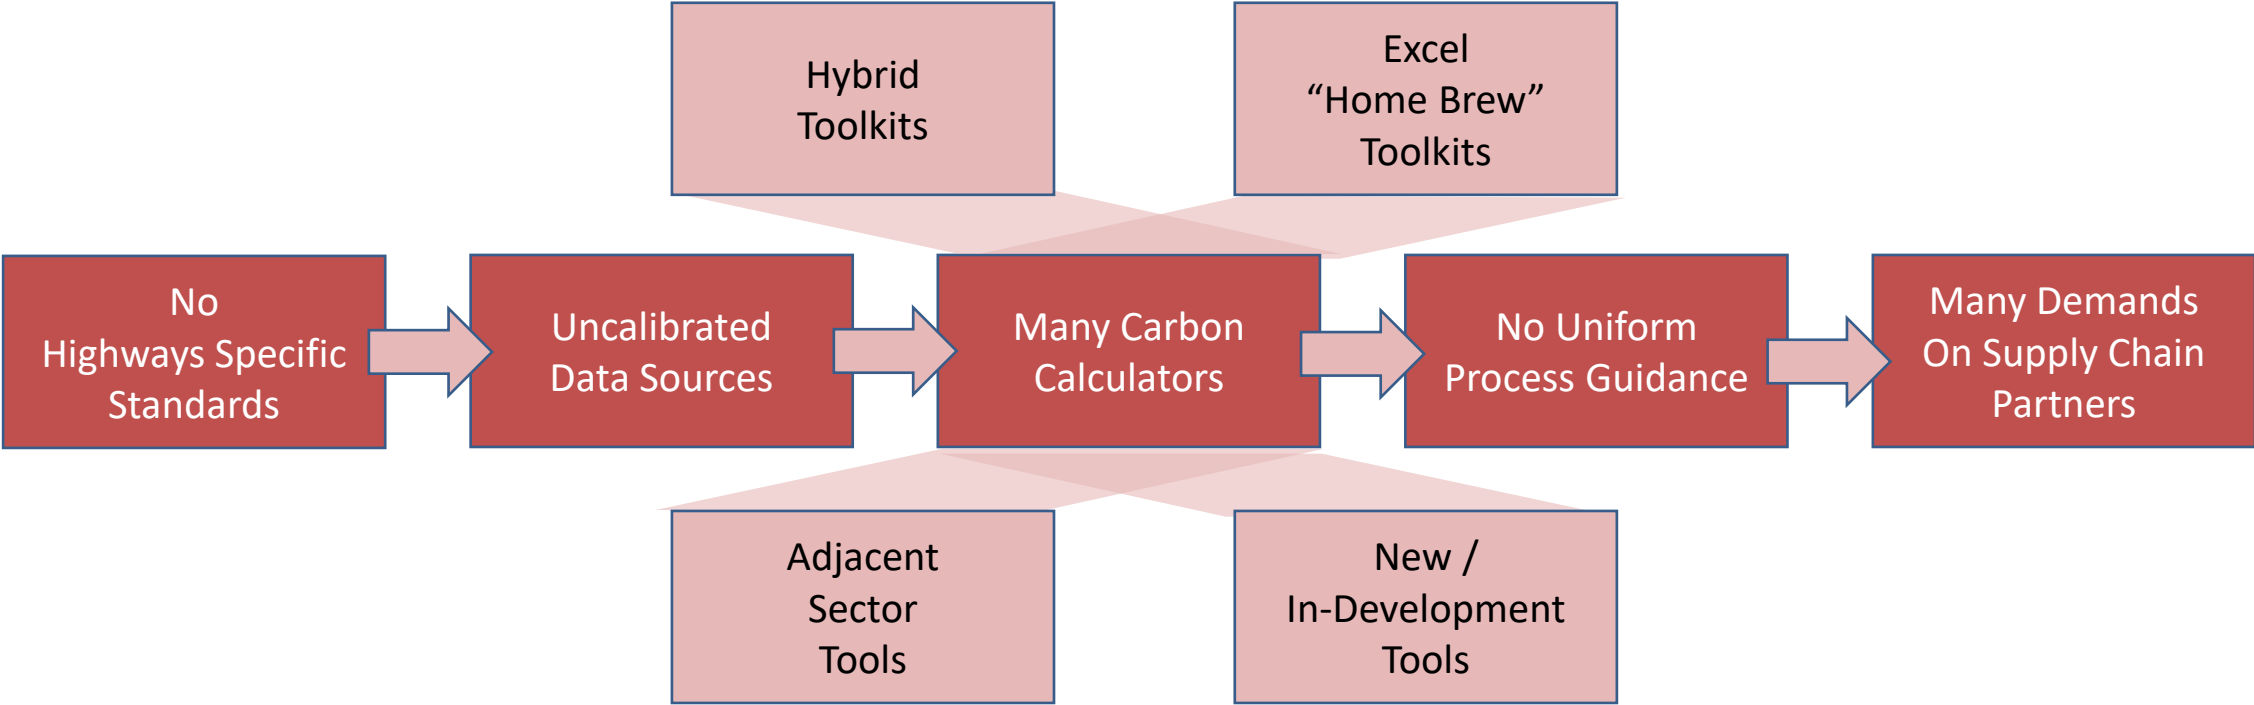 Hybrid
Toolkits
Excel
“Home Brew”
Toolkits
No
Highways Specific
Standards
Uncalibrated
Data Sources
Many Carbon
Calculators
No Uniform
Process Guidance
Many Demands
On Supply Chain
Partners
Adjacent
Sector
Tools
New /
In-Development
Tools